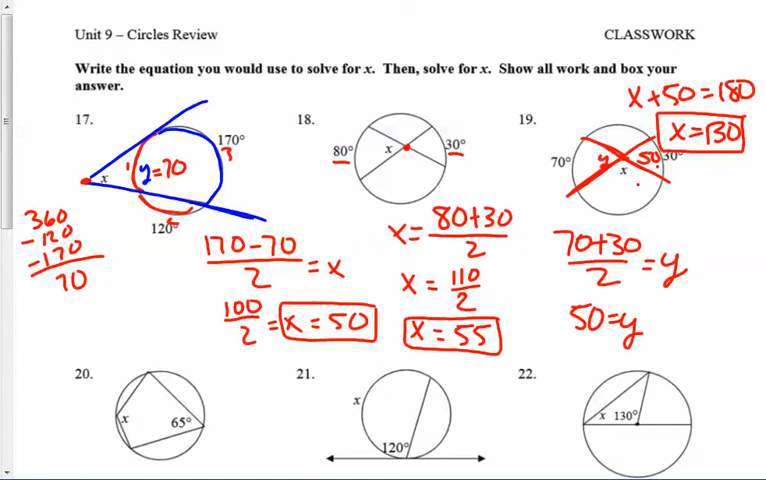 Unit 9 – Circles Review CLASSWORK
Write the equation you would use to solve for x. Then, solve for x. Show all work and box your
answer.
x + 50 = 180
x = 130
17.
170°
x
1
3
y = 70
120°
360
- 120
- 170
70
170 - 70 / 2 = x
100 / 2 = x = 50
18.
80°
x
30°
x = 80 + 30 / 2
x = 110 / 2
x = 55
19.
70°
y
50
30°
x
70 + 30 / 2 = y
50 = y
20.
x
65°
21.
x
120°
22.
x 130°